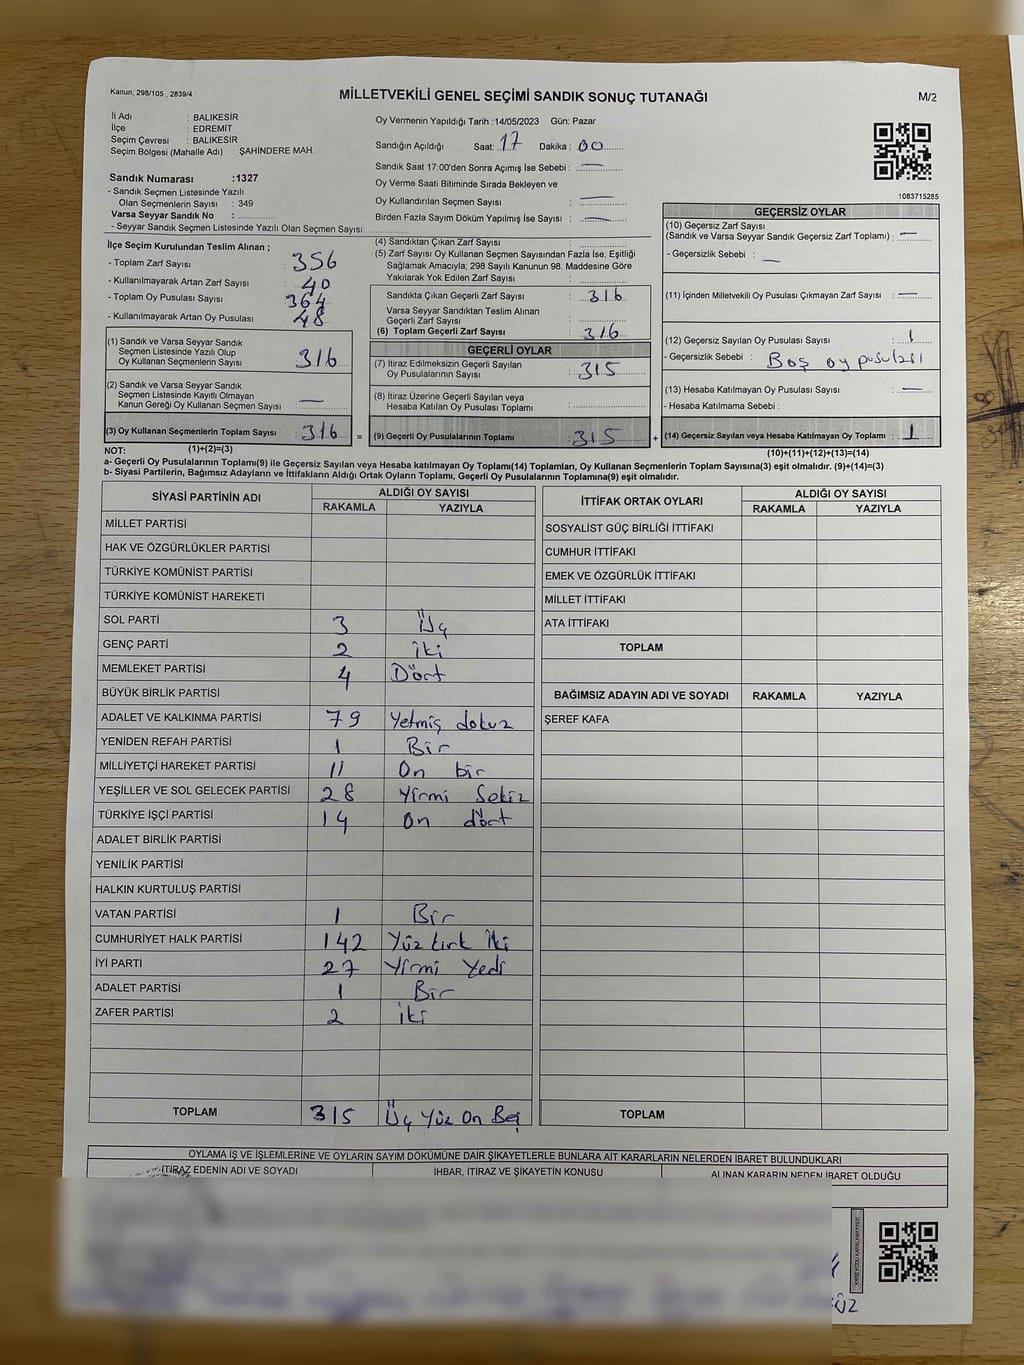 Kanun; 298/105 , 2839/4
MİLLETVEKİLİ GENEL SEÇİMİ SANDIK SONUÇ TUTANAĞI
M/2
İl Adı : BALIKESİR
İlçe : EDREMİT
Seçim Çevresi : BALIKESİR
Seçim Bölgesi (Mahalle Adı) : ŞAHİNDERE MAH.
Sandık Numarası :1327
- Sandık Seçmen Listesinde Yazılı
Olan Seçmenlerin Sayısı : 349
Varsa Seyyar Sandık No :
- Seyyar Sandık Seçmen Listesinde Yazılı Olan Seçmen Sayısı:
Oy Vermenin Yapıldığı Tarih :14/05/2023 Gün: Pazar
Sandığın Açıldığı Saat: 17 Dakika : 00
Sandık Saat 17:00'den Sonra Açımış İse Sebebi : —
Oy Verme Saati Bitiminde Sırada Bekleyen ve
Oy Kullandırılan Seçmen Sayısı : —
Birden Fazla Sayım Döküm Yapılmış İse Sayısı : —
1083715285
İlçe Seçim Kurulundan Teslim Alınan ;
- Toplam Zarf Sayısı : 356
- Kullanılmayarak Artan Zarf Sayısı : 40
- Toplam Oy Pusulası Sayısı : 364
- Kullanılmayarak Artan Oy Pusulası : 48
(1) Sandık ve Varsa Seyyar Sandık
Seçmen Listesinde Yazılı Olup
Oy Kullanan Seçmenlerin Sayısı : 316
(2) Sandık ve Varsa Seyyar Sandık
Seçmen Listesinde Kayıtlı Olmayan
Kanun Gereği Oy Kullanan Seçmen Sayısı : —
(3) Oy Kullanan Seçmenlerin Toplam Sayısı : 316
(1)+(2)=(3)
(4) Sandıktan Çıkan Zarf Sayısı :
(5) Zarf Sayısı Oy Kullanan Seçmen Sayısından Fazla İse, Eşitliği
Sağlamak Amacıyla; 298 Sayılı Kanunun 98. Maddesine Göre
Yakılarak Yok Edilen Zarf Sayısı :
Sandıkta Çıkan Geçerli Zarf Sayısı : 316
Varsa Seyyar Sandıktan Teslim Alınan
Geçerli Zarf Sayısı :
(6) Toplam Geçerli Zarf Sayısı : 316
GEÇERLİ OYLAR
(7) İtiraz Edilmeksizin Geçerli Sayılan
Oy Pusulalarının Sayısı : 315
(8) İtiraz Üzerine Geçerli Sayılan veya
Hesaba Katılan Oy Pusulası Toplamı :
= (9) Geçerli Oy Pusulalarının Toplamı : 315
GEÇERSİZ OYLAR
(10) Geçersiz Zarf Sayısı
(Sandık ve Varsa Seyyar Sandık Geçersiz Zarf Toplamı) : —
- Geçersizlik Sebebi : —
(11) İçinden Milletvekili Oy Pusulası Çıkmayan Zarf Sayısı : —
(12) Geçersiz Sayılan Oy Pusulası Sayısı : 1
- Geçersizlik Sebebi : Boş oy pusulası
(13) Hesaba Katılmayan Oy Pusulası Sayısı : —
- Hesaba Katılmama Sebebi :
+ (14) Geçersiz Sayılan veya Hesaba Katılmayan Oy Toplamı : 1
(10)+(11)+(12)+(13)=(14)
NOT:
a- Geçerli Oy Pusulalarının Toplamı(9) ile Geçersiz Sayılan veya Hesaba katılmayan Oy Toplamı(14) Toplamları, Oy Kullanan Seçmenlerin Toplam Sayısına(3) eşit olmalıdır. (9)+(14)=(3)
b- Siyasi Partilerin, Bağımsız Adayların ve İttifakların Aldığı Ortak Oyların Toplamı, Geçerli Oy Pusulalarının Toplamına(9) eşit olmalıdır.
SİYASİ PARTİNİN ADI ALDIĞI OY SAYISI
RAKAMLA YAZIYLA
MİLLET PARTİSİ
HAK VE ÖZGÜRLÜKLER PARTİSİ
TÜRKİYE KOMÜNİST PARTİSİ
TÜRKİYE KOMÜNİST HAREKETİ
SOL PARTİ 3 Üç
GENÇ PARTİ 2 İki
MEMLEKET PARTİSİ 4 Dört
BÜYÜK BİRLİK PARTİSİ
ADALET VE KALKINMA PARTİSİ 79 Yetmiş dokuz
YENİDEN REFAH PARTİSİ 1 Bir
MİLLİYETÇİ HAREKET PARTİSİ 11 On bir
YEŞİLLER VE SOL GELECEK PARTİSİ 28 Yirmi Sekiz
TÜRKİYE İŞÇİ PARTİSİ 14 On dört
ADALET BİRLİK PARTİSİ
YENİLİK PARTİSİ
HALKIN KURTULUŞ PARTİSİ
VATAN PARTİSİ 1 Bir
CUMHURİYET HALK PARTİSİ 142 Yüz kırk İki
İYİ PARTİ 27 Yirmi Yedi
ADALET PARTİSİ 1 Bir
ZAFER PARTİSİ 2 İki
TOPLAM 315 Üç Yüz On Beş
İTTİFAK ORTAK OYLARI ALDIĞI OY SAYISI
RAKAMLA YAZIYLA
SOSYALİST GÜÇ BİRLİĞİ İTTİFAKI
CUMHUR İTTİFAKI
EMEK VE ÖZGÜRLÜK İTTİFAKI
MİLLET İTTİFAKI
ATA İTTİFAKI
TOPLAM
BAĞIMSIZ ADAYIN ADI VE SOYADI RAKAMLA YAZIYLA
ŞEREF KAFA
TOPLAM
OYLAMA İŞ VE İŞLEMLERİNE VE OYLARIN SAYIM DÖKÜMÜNE DAİR ŞİKAYETLERLE BUNLARA AİT KARARLARIN NELERDEN İBARET BULUNDUKLARI
İTİRAZ EDENİN ADI VE SOYADI İHBAR, İTİRAZ VE ŞİKAYETİN KONUSU ALINAN KARARIN NEDEN İBARET OLDUĞU